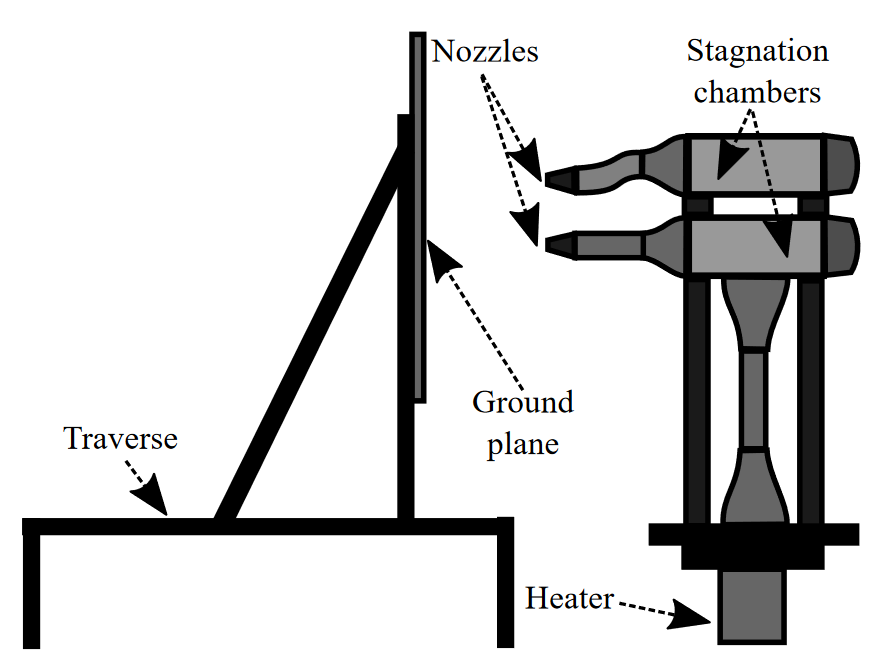 Nozzles
Stagnation
chambers
Ground
plane
Traverse
Heater